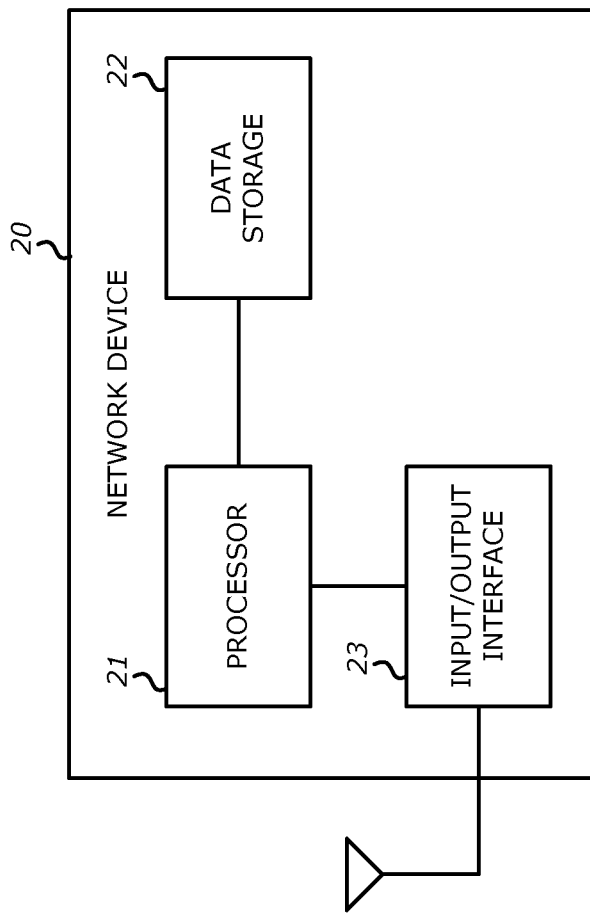 20
NETWORK DEVICE
21
PROCESSOR
22
DATA
STORAGE
23
INPUT/OUTPUT
INTERFACE